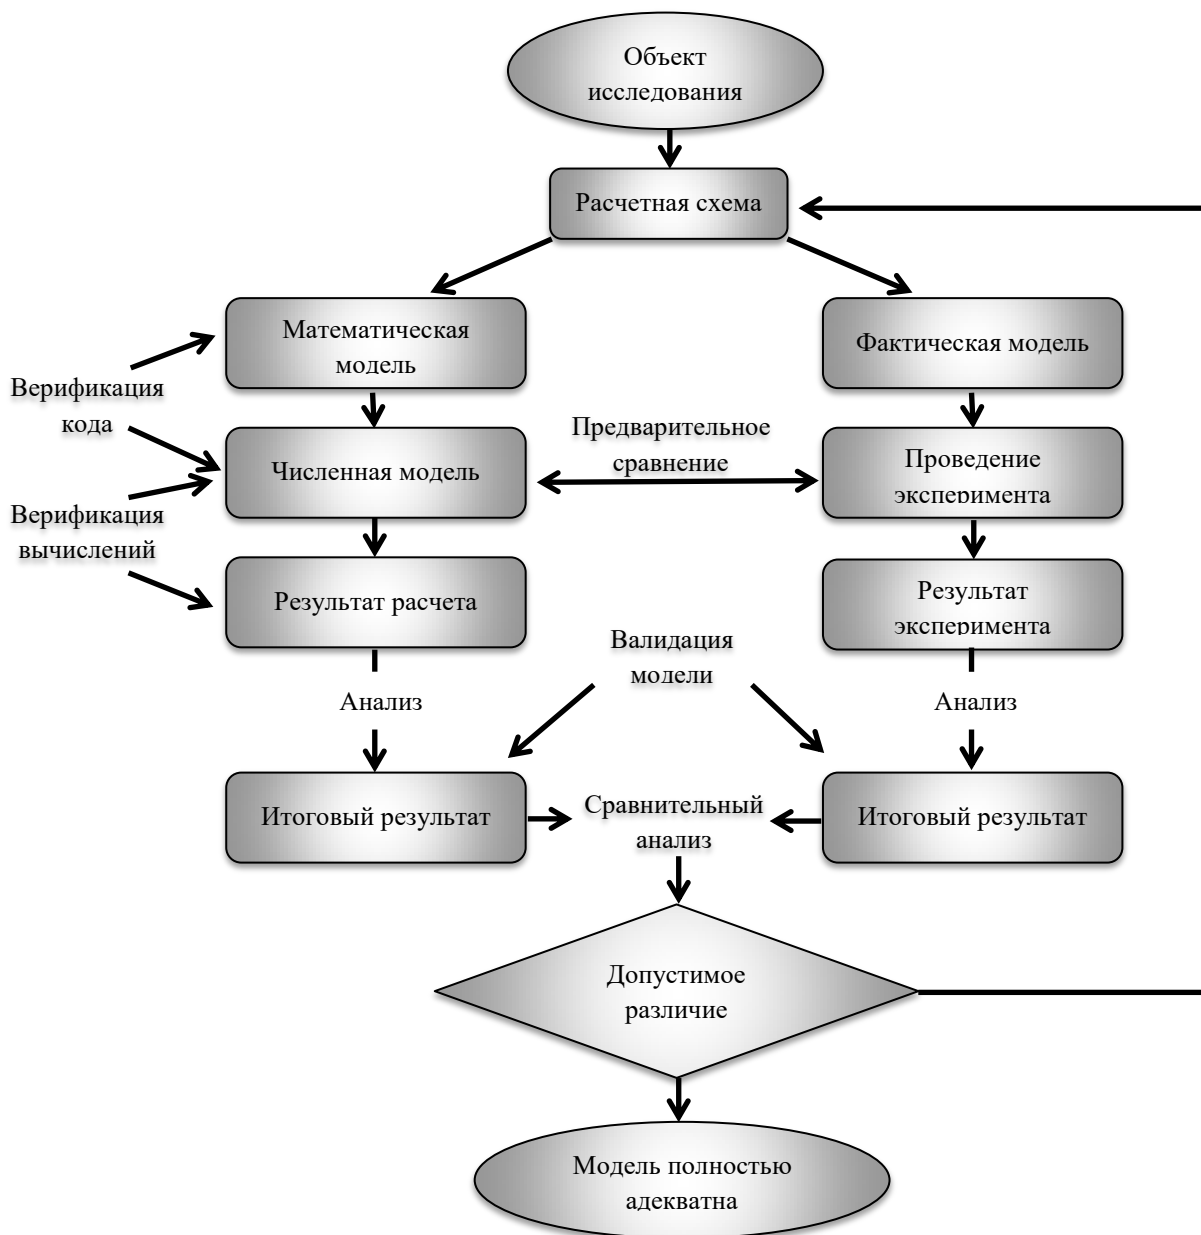 Объект
исследования
Расчетная схема
Математическая
модель
Фактическая модель
Верификация
кода
Численная модель
Предварительное
сравнение
Проведение
эксперимента
Верификация
вычислений
Результат расчета
Результат
эксперимента
Валидация
модели
Анализ
Анализ
Итоговый результат
Сравнительный
анализ
Итоговый результат
Допустимое
различие
Модель полностью
адекватна